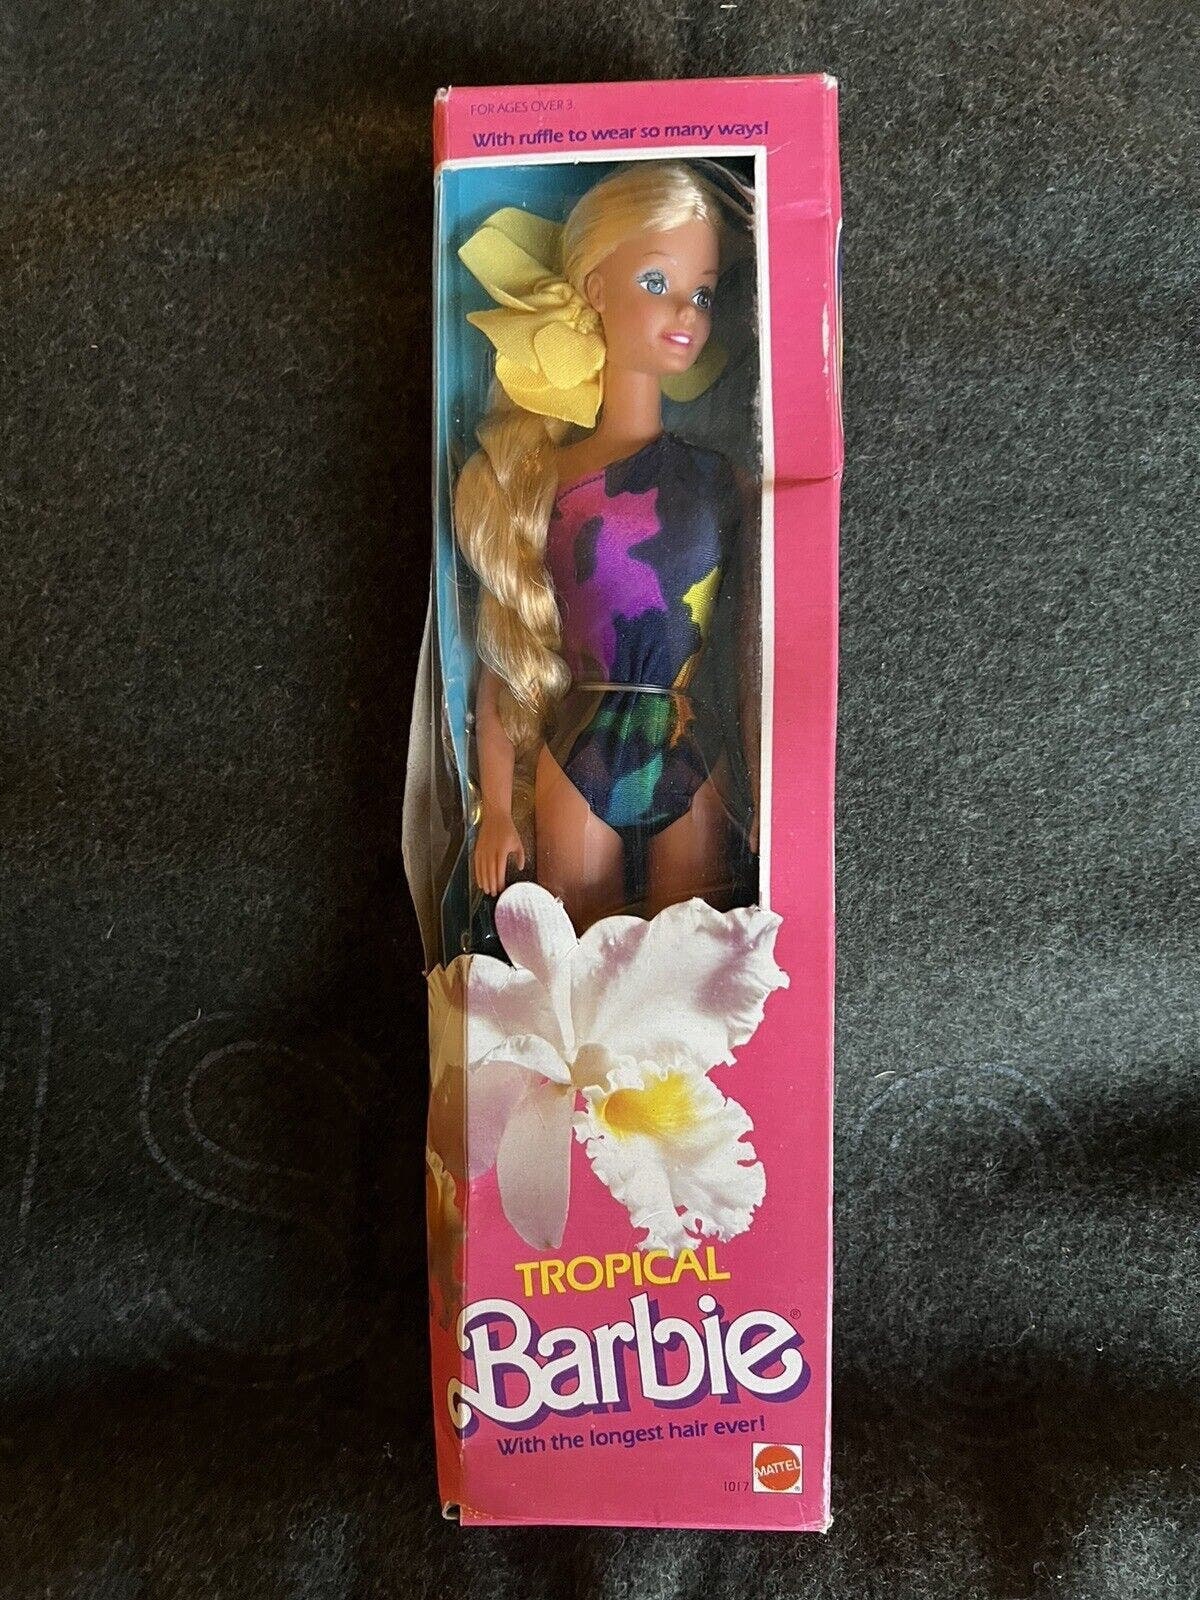 FOR AGES OVER 3.
With ruffle to wear so many ways!
TROPICAL
Barbie®
With the longest hair ever!
1017
MATTEL
®